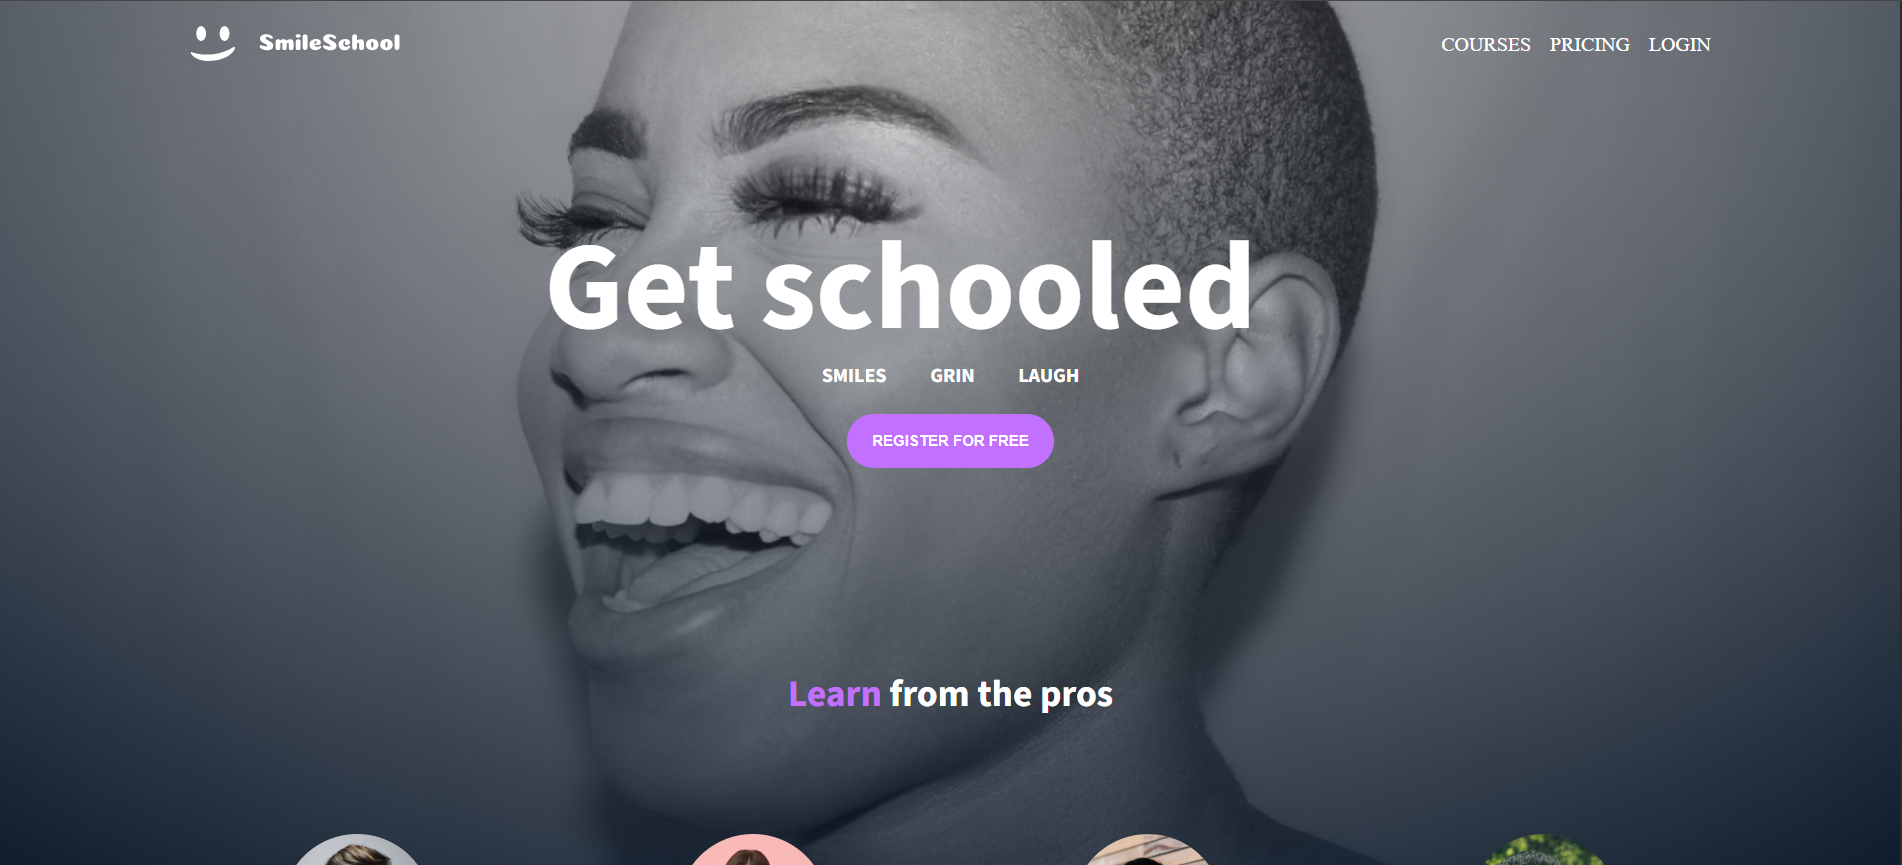 SmileSchool
COURSES PRICING LOGIN
Get schooled
SMILES GRIN LAUGH
REGISTER FOR FREE
Learn from the pros